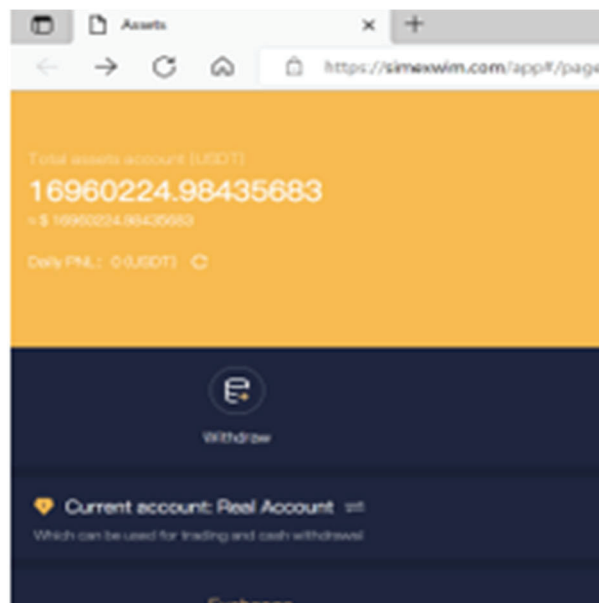 Assets
https://simexwim.com/app#/page
Total assets account (USDT)
16960224.98435683
≈ $ 16960224.98435683
Daily PNL: 0 (USDT)
Withdraw
Current account: Real Account
Which can be used for trading and cash withdrawal
Exchange